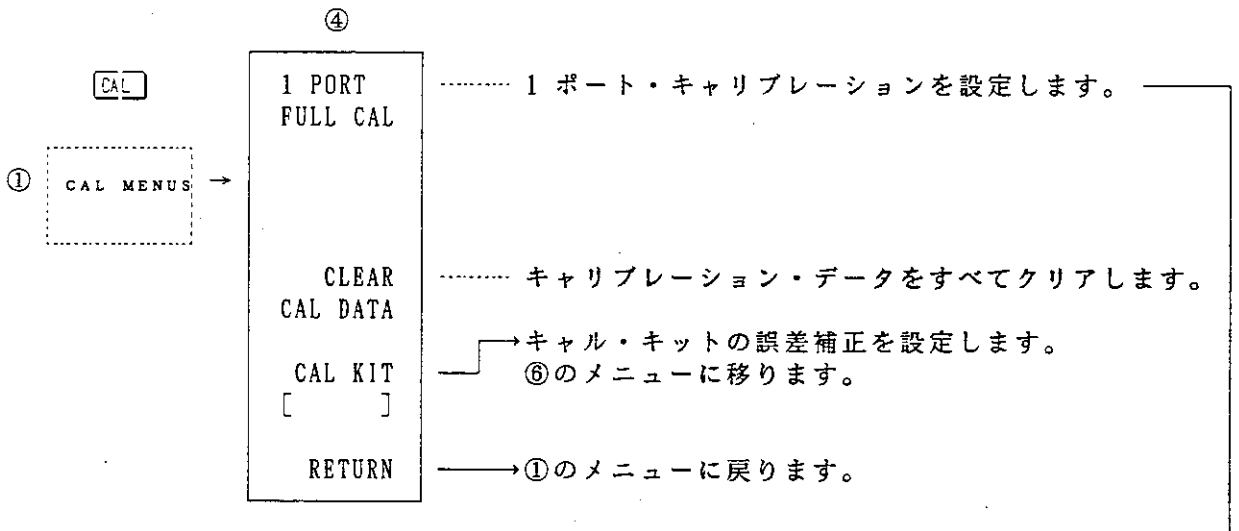 ④
CAL
1 PORT ········ 1 ポート・キャリブレーションを設定します。
FULL CAL
① CAL MENUS →
CLEAR ········ キャリブレーション・データをすべてクリアします。
CAL DATA
→キャル・キットの誤差補正を設定します。
CAL KIT ⑥のメニューに移ります。
[ ]
RETURN →①のメニューに戻ります。